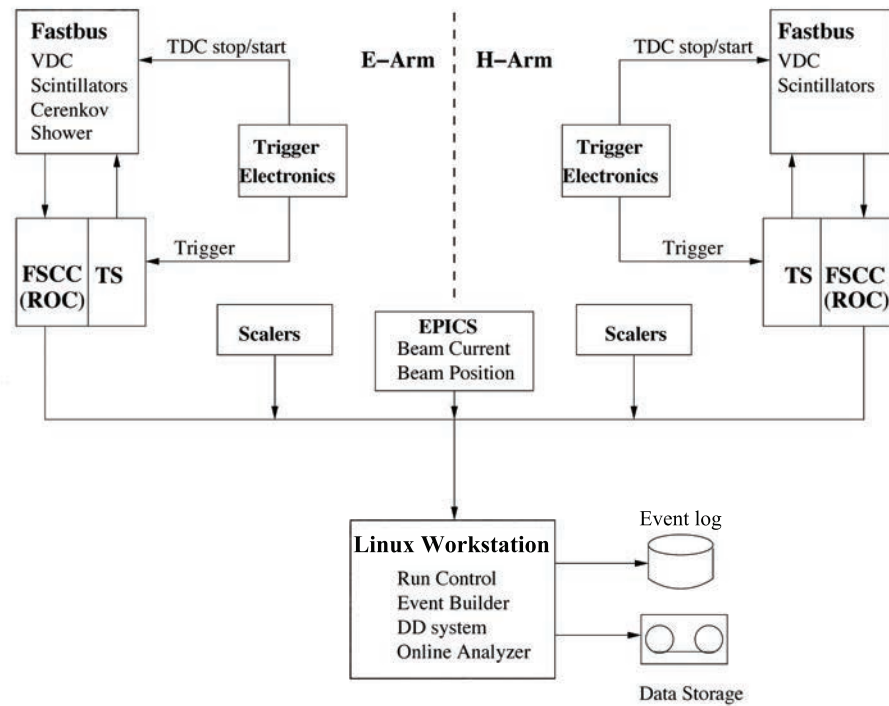 Fastbus
VDC
Scintillators
Cerenkov
Shower
TDC stop/start
E-Arm
H-Arm
TDC stop/start
Fastbus
VDC
Scintillators
Trigger
Electronics
Trigger
Electronics
FSCC
(ROC)
TS
Trigger
Trigger
TS
FSCC
(ROC)
Scalers
EPICS
Beam Current
Beam Position
Scalers
Linux Workstation
Run Control
Event Builder
DD system
Online Analyzer
Event log
Data Storage